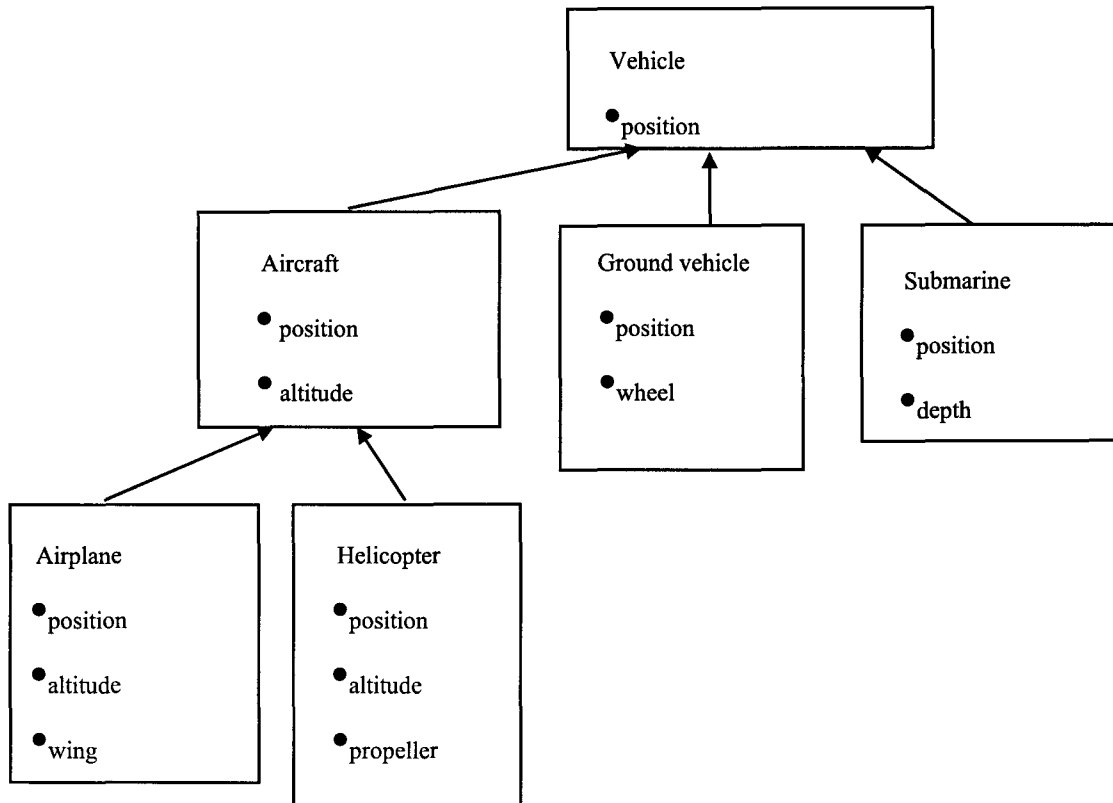 Vehicle
position
Aircraft
position
altitude
Ground vehicle
position
wheel
Submarine
position
depth
Airplane
position
altitude
wing
Helicopter
position
altitude
propeller